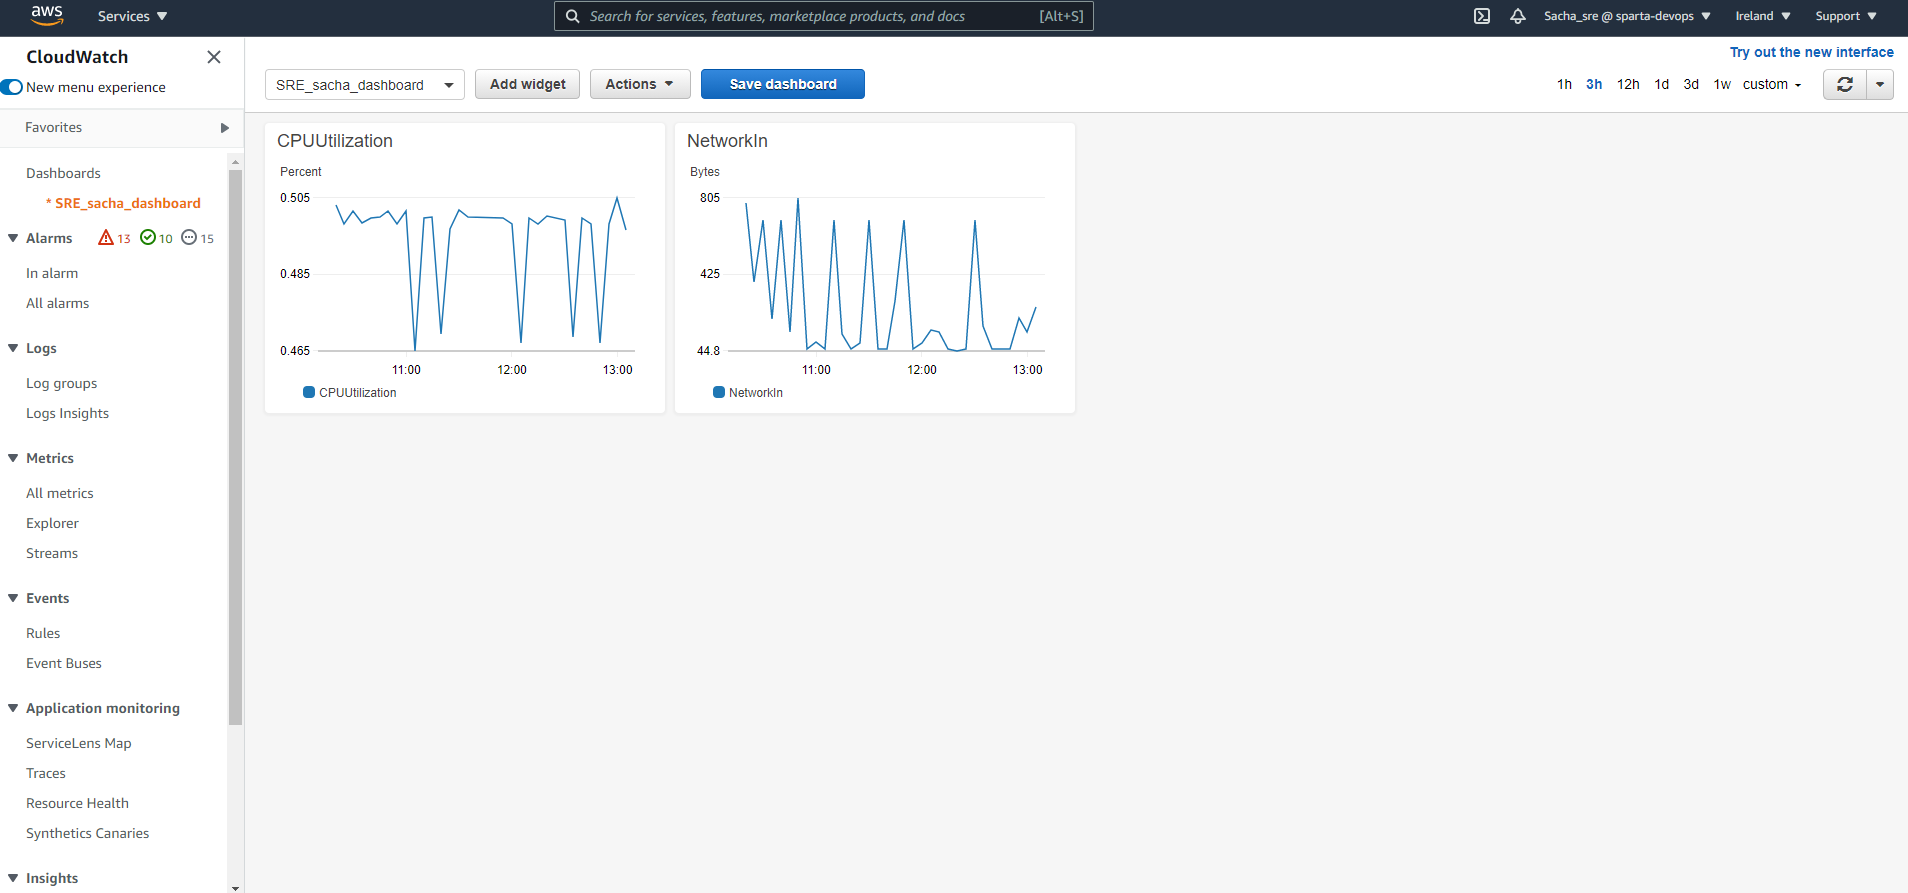 aws Services Search for services, features, marketplace products, and docs [Alt+S] Sacha_sre @ sparta-devops Ireland Support
CloudWatch
New menu experience
Favorites
Dashboards
* SRE_sacha_dashboard
Alarms 13 10 15
In alarm
All alarms
Logs
Log groups
Logs Insights
Metrics
All metrics
Explorer
Streams
Events
Rules
Event Buses
Application monitoring
ServiceLens Map
Traces
Resource Health
Synthetics Canaries
Insights
Try out the new interface
SRE_sacha_dashboard Add widget Actions Save dashboard 1h 3h 12h 1d 3d 1w custom
CPUUtilization
Percent
0.505
0.485
0.465
11:00 12:00 13:00
CPUUtilization
NetworkIn
Bytes
805
425
44.8
11:00 12:00 13:00
NetworkIn